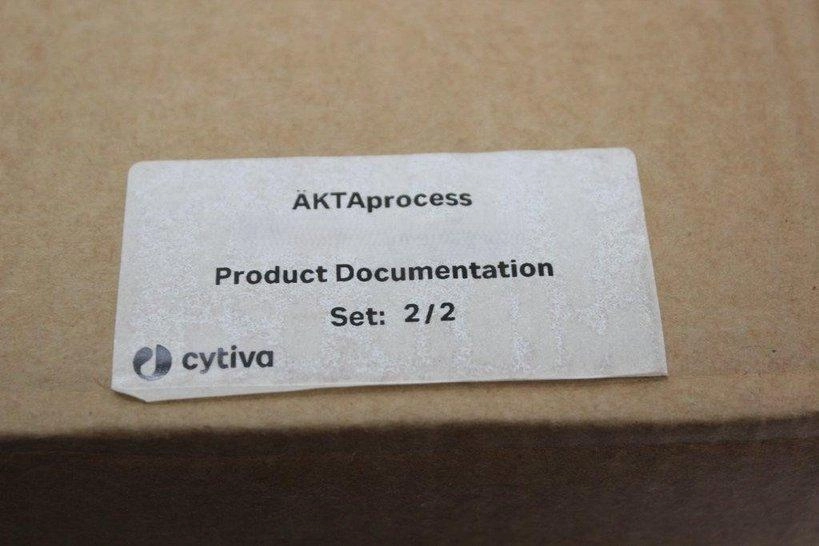 ÄKTAprocess
Product Documentation
Set: 2/2
cytiva